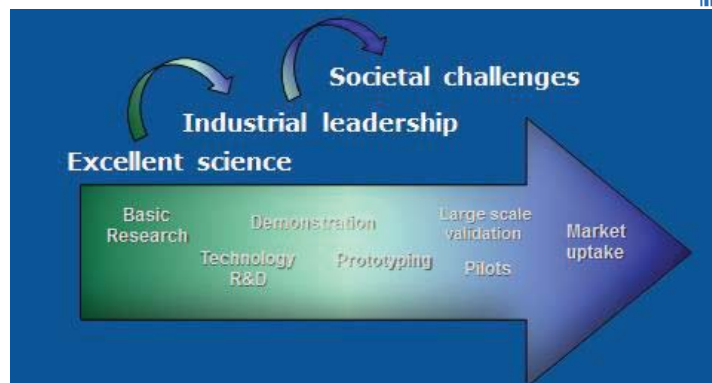 Societal challenges
Industrial leadership
Excellent science
Basic
Research
Demonstration
Large scale
validation
Market
uptake
Technology
R&D
Prototyping
Pilots